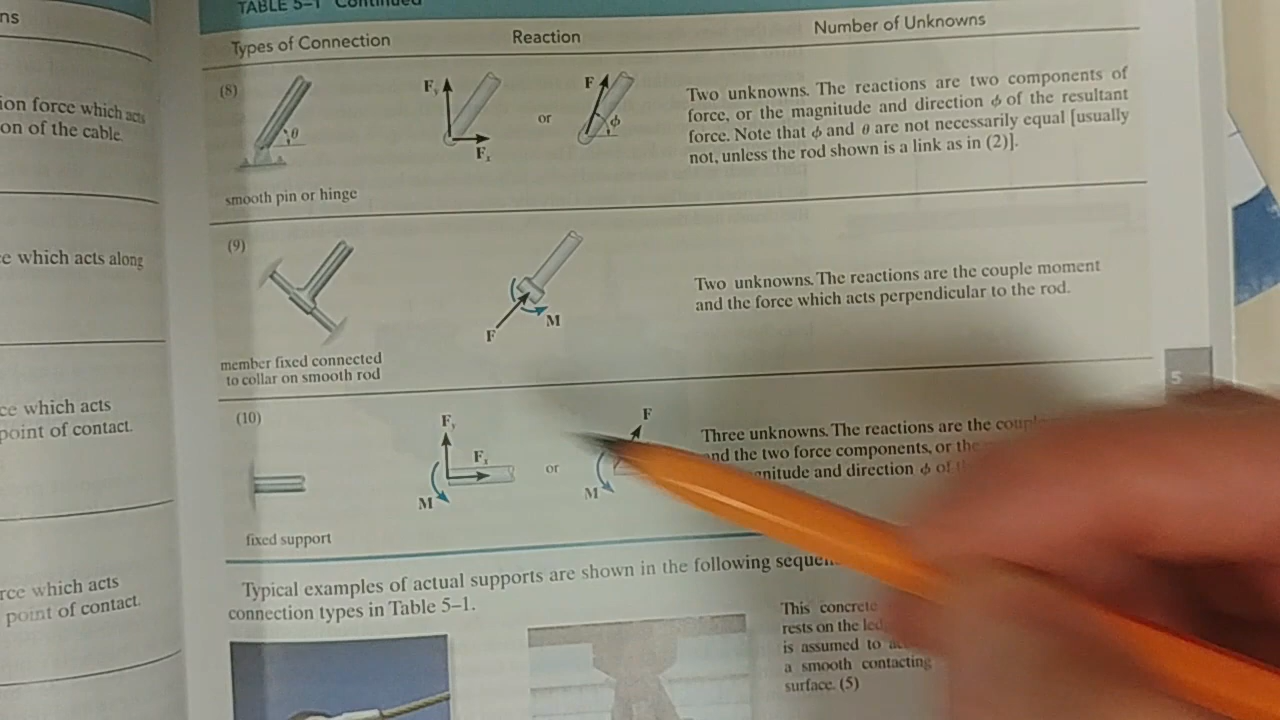 ns
ion force which acts
on of the cable.
e which acts along
ce which acts
point of contact.
rce which acts
point of contact.
TABLE 5–1 Continued
Types of Connection
Reaction
Number of Unknowns
(8)
θ
smooth pin or hinge
Fy
Fx
or
F
ϕ
Two unknowns. The reactions are two components of
force, or the magnitude and direction ϕ of the resultant
force. Note that ϕ and θ are not necessarily equal [usually
not, unless the rod shown is a link as in (2)].
(9)
member fixed connected
to collar on smooth rod
F
M
Two unknowns. The reactions are the couple moment
and the force which acts perpendicular to the rod.
5
(10)
fixed support
Fy
Fx
M
or
F
M
Three unknowns. The reactions are the coupl
and the two force components, or the
gnitude and direction ϕ of
Typical examples of actual supports are shown in the following sequen
connection types in Table 5–1.
This concrete
rests on the led
is assumed to
a smooth contacting
surface. (5)